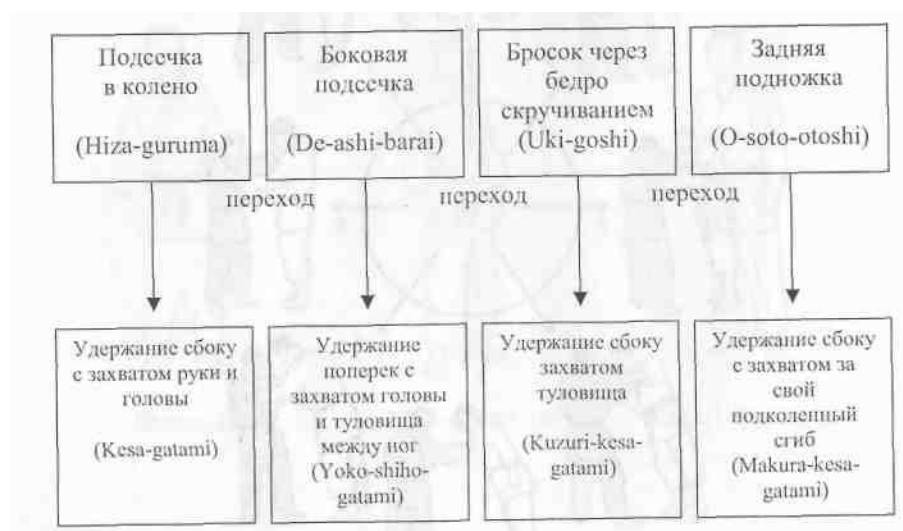 Подсечка
в колено
(Hiza-guruma)
Боковая
подсечка
(De-ashi-barai)
Бросок через
бедро
скручиванием
(Uki-goshi)
Задняя
подножка
(O-soto-otoshi)
переход
переход
переход
Удержание сбоку
с захватом руки и
головы
(Kesa-gatami)
Удержание
поперек с
захватом головы
и туловища
между ног
(Yoko-shiho-
gatami)
Удержание сбоку
захватом
туловища
(Kuzuri-kesa-
gatami)
Удержание сбоку
с захватом за
свой
подколенный
сгиб
(Makura-kesa-
gatami)